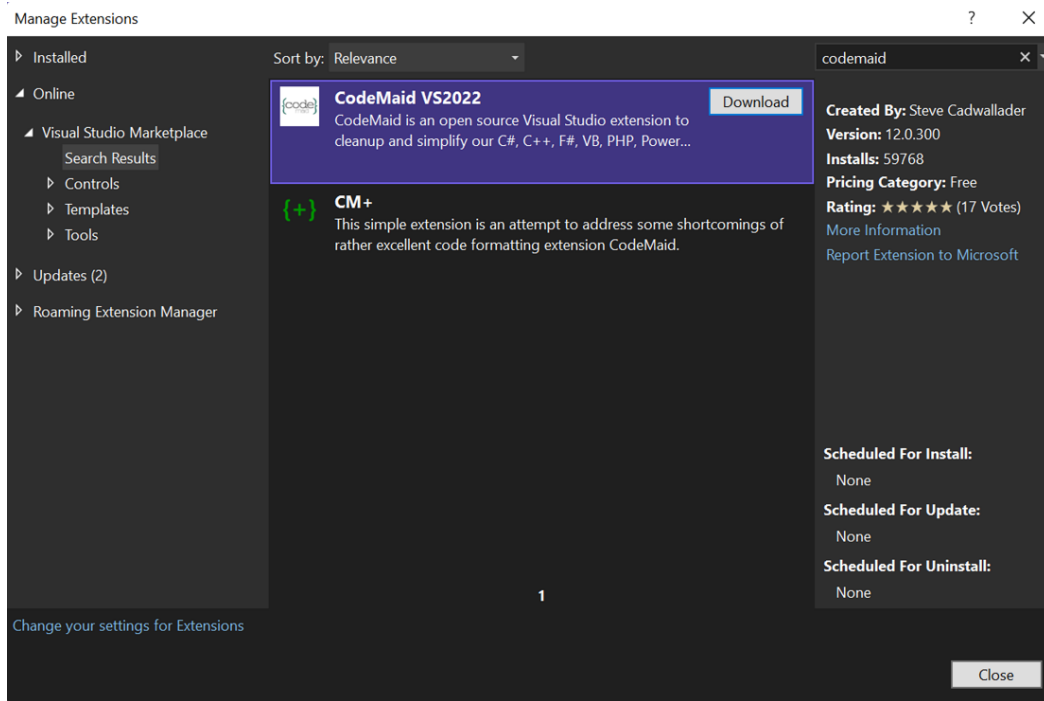 Manage Extensions
?
Installed
Online
Visual Studio Marketplace
Search Results
Controls
Templates
Tools
Updates (2)
Roaming Extension Manager
Change your settings for Extensions
Sort by: Relevance
{code}
CodeMaid VS2022
Download
CodeMaid is an open source Visual Studio extension to
cleanup and simplify our C#, C++, F#, VB, PHP, Power...
{+}
CM+
This simple extension is an attempt to address some shortcomings of
rather excellent code formatting extension CodeMaid.
1
codemaid
Created By: Steve Cadwallader
Version: 12.0.300
Installs: 59768
Pricing Category: Free
Rating: ★★★★★ (17 Votes)
More Information
Report Extension to Microsoft
Scheduled For Install:
None
Scheduled For Update:
None
Scheduled For Uninstall:
None
Close